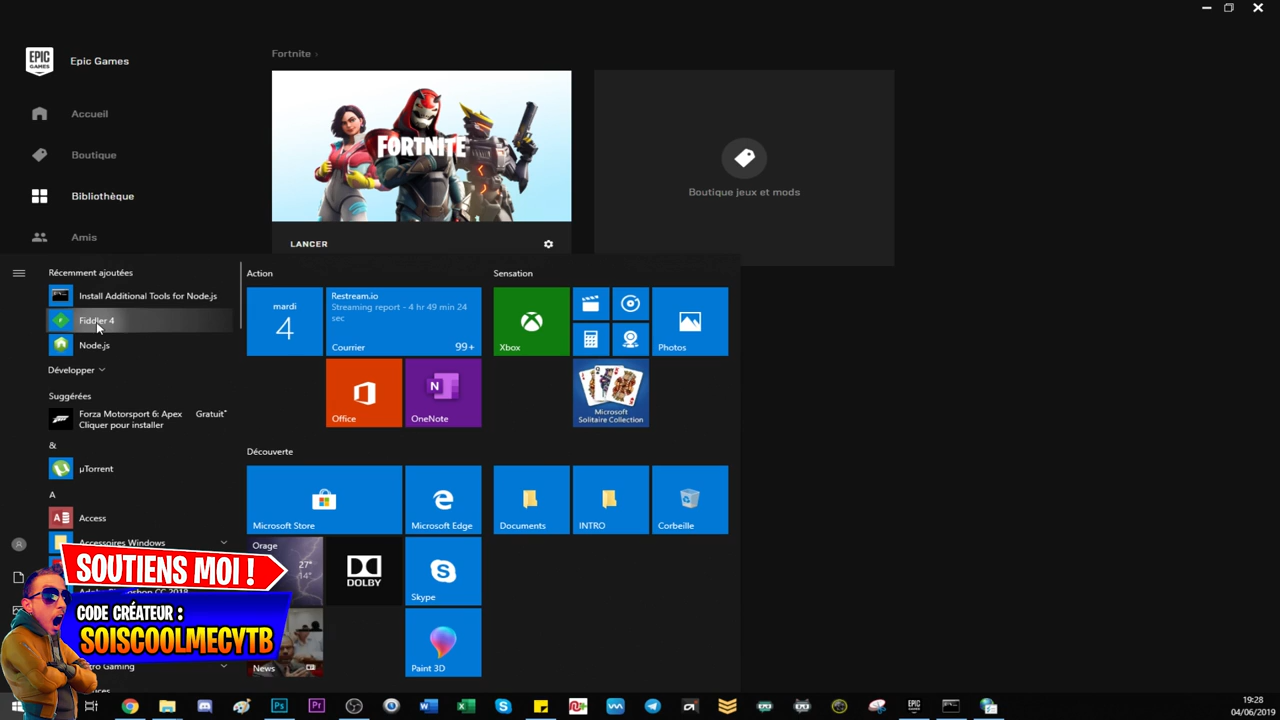 EPIC
GAMES
Epic Games
Accueil
Boutique
Bibliothèque
Amis
Fortnite ›
FORTNITE
LANCER
Boutique jeux et mods
Récemment ajoutées
Install Additional Tools for Node.js
Fiddler 4
Node.js
Développer
Suggérées
Forza Motorsport 6: Apex Gratuit*
Cliquer pour installer
&
µTorrent
A
Access
Accessoires Windows
Action
mardi
4
Restream.io
Streaming report - 4 hr 49 min 24
sec
Courrier 99+
Office
OneNote
Sensation
Xbox
Photos
Microsoft
Solitaire Collection
Découverte
Microsoft Store
Microsoft Edge
Documents
INTRO
Corbeille
Orage
27°
14°
DOLBY
Skype
News
Paint 3D
SOUTIENS MOI !
CODE CRÉATEUR :
SOISCOOLMECYTB
19:28
04/06/2019